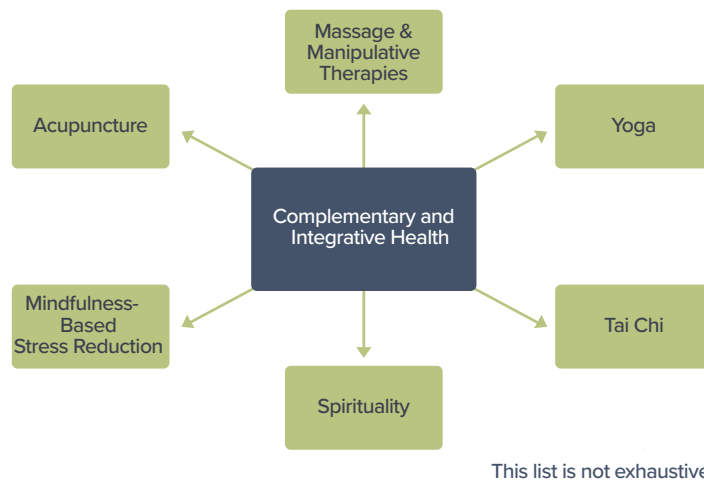 Massage &
Manipulative
Therapies
Acupuncture
Yoga
Complementary and
Integrative Health
Mindfulness-
Based
Stress Reduction
Tai Chi
Spirituality
This list is not exhaustive